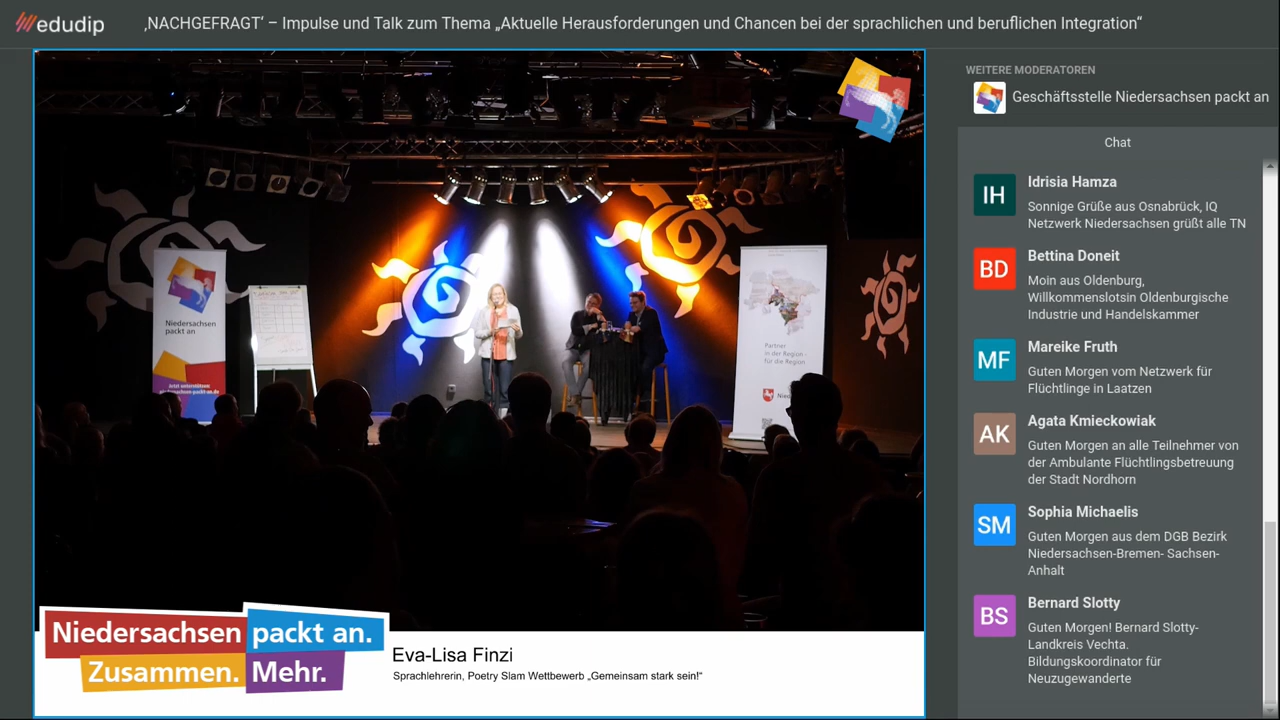 edudip
‚NACHGEFRAGT‘ – Impulse und Talk zum Thema „Aktuelle Herausforderungen und Chancen bei der sprachlichen und beruflichen Integration“
WEITERE MODERATOREN
Geschäftsstelle Niedersachsen packt an
Chat
IH
Idrisia Hamza
Sonnige Grüße aus Osnabrück, IQ
Netzwerk Niedersachsen grüßt alle TN
BD
Bettina Doneit
Moin aus Oldenburg,
Willkommenslotsin Oldenburgische
Industrie und Handelskammer
MF
Mareike Fruth
Guten Morgen vom Netzwerk für
Flüchtlinge in Laatzen
AK
Agata Kmieckowiak
Guten Morgen an alle Teilnehmer von
der Ambulante Flüchtlingsbetreuung
der Stadt Nordhorn
SM
Sophia Michaelis
Guten Morgen aus dem DGB Bezirk
Niedersachsen-Bremen- Sachsen-
Anhalt
BS
Bernard Slotty
Guten Morgen! Bernard Slotty-
Landkreis Vechta.
Bildungskoordinator für
Neuzugewanderte
Niedersachsen
packt an
Jetzt unterstützen:
niedersachsen-packt-an.de
Partner
in der Region -
für die Region.
Niedersachsen packt an.
Zusammen. Mehr.
Eva-Lisa Finzi
Sprachlehrerin, Poetry Slam Wettbewerb „Gemeinsam stark sein!“